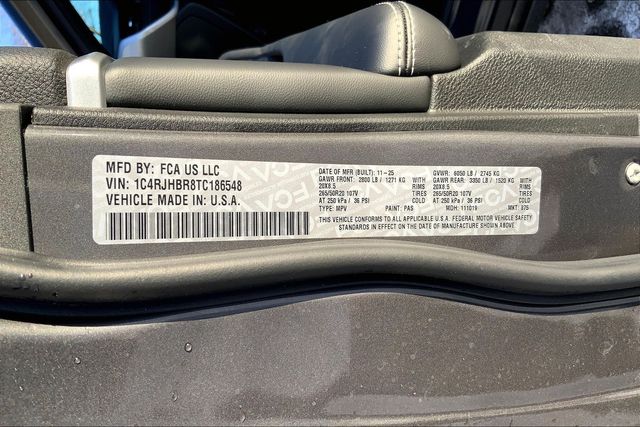 MFD BY: FCA US LLC
VIN: 1C4RJHBR8TC186548
VEHICLE MADE IN: U.S.A.
DATE OF MFR (BUILT): 11-25 GVWR: 6050 LB / 2745 KG
GAWR FRONT: 2800 LB / 1271 KG GAWR REAR: 3350 LB / 1520 KG
20X8.5 RIMS 20X8.5 RIMS
265/50R20 107V TIRES 265/50R20 107V TIRES
AT 250 kPa / 36 PSI COLD AT 250 kPa / 36 PSI COLD
TYPE: MPV PAINT: PAS MDH: 111019 MKT: 875
THIS VEHICLE CONFORMS TO ALL APPLICABLE U.S.A. FEDERAL MOTOR VEHICLE SAFETY
STANDARDS IN EFFECT ON THE DATE OF MANUFACTURE SHOWN ABOVE